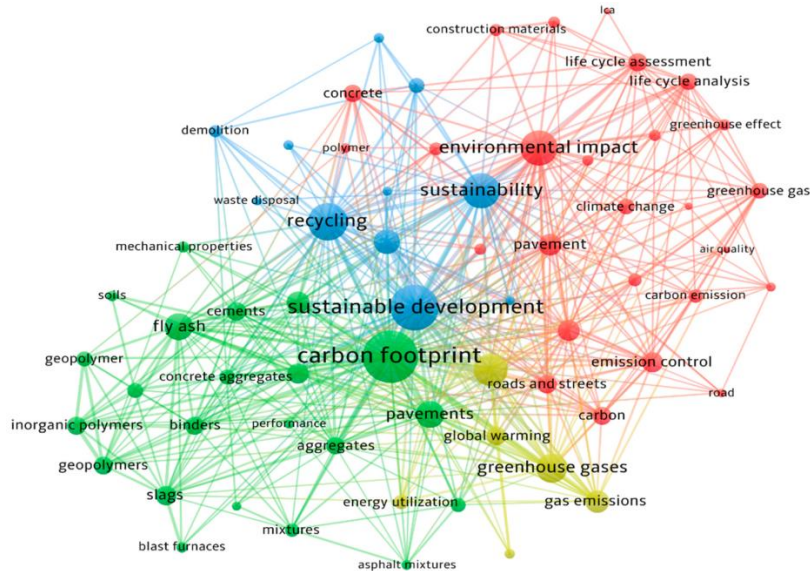 lca
construction materials
life cycle assessment
life cycle analysis
concrete
greenhouse effect
demolition
environmental impact
polymer
sustainability
greenhouse gas
waste disposal
climate change
recycling
mechanical properties
pavement
air quality
soils
carbon emission
cements
sustainable development
fly ash
carbon footprint
geopolymer
emission control
concrete aggregates
roads and streets
road
pavements
carbon
inorganic polymers
binders
performance
global warming
aggregates
geopolymers
greenhouse gases
slags
energy utilization
gas emissions
mixtures
blast furnaces
asphalt mixtures